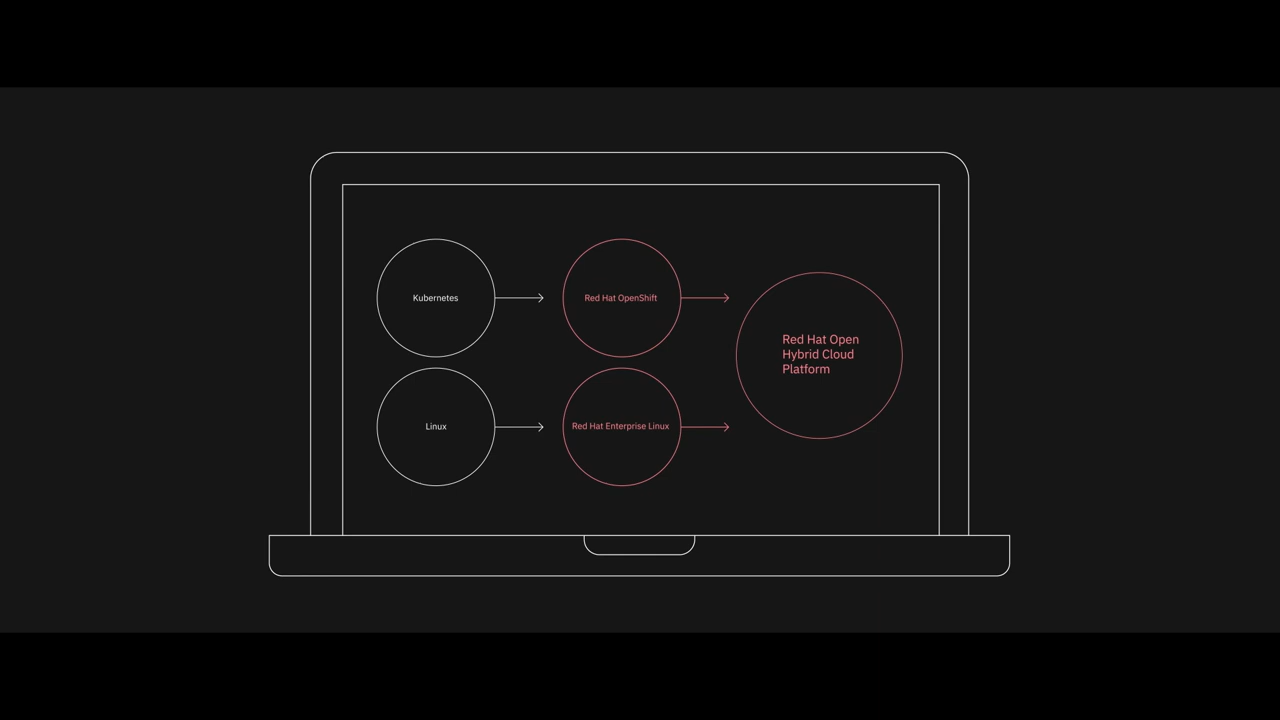 Kubernetes
Red Hat OpenShift
Red Hat Open
Hybrid Cloud
Platform
Linux
Red Hat Enterprise Linux